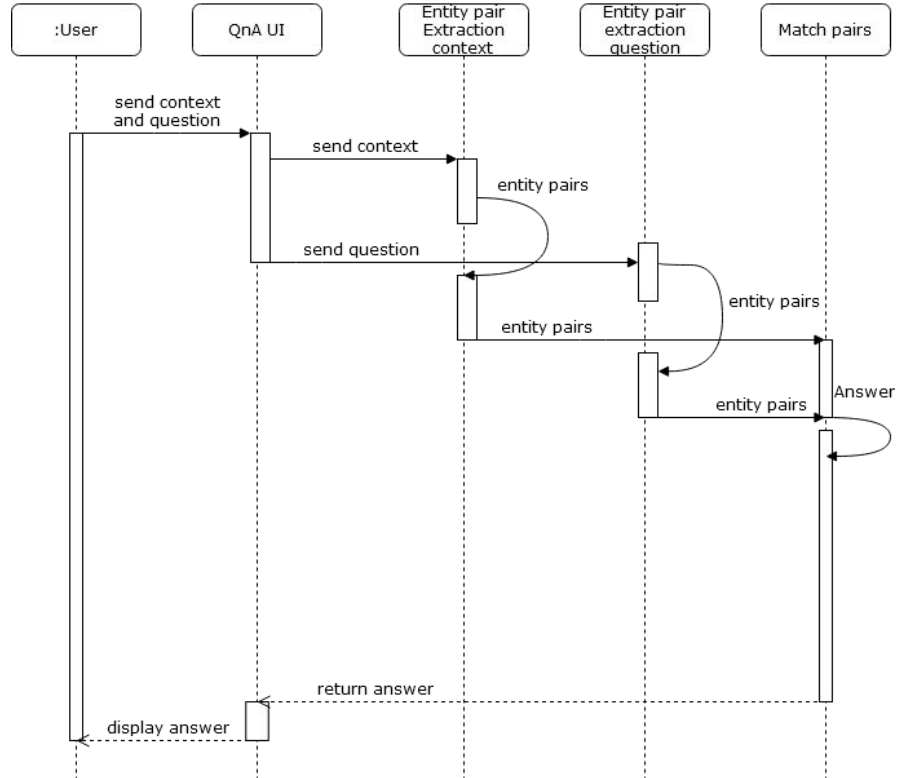 :User
QnA UI
Entity pair
Extraction
context
Entity pair
extraction
question
Match pairs
send context
and question
send context
entity pairs
send question
entity pairs
entity pairs
Answer
entity pairs
return answer
display answer